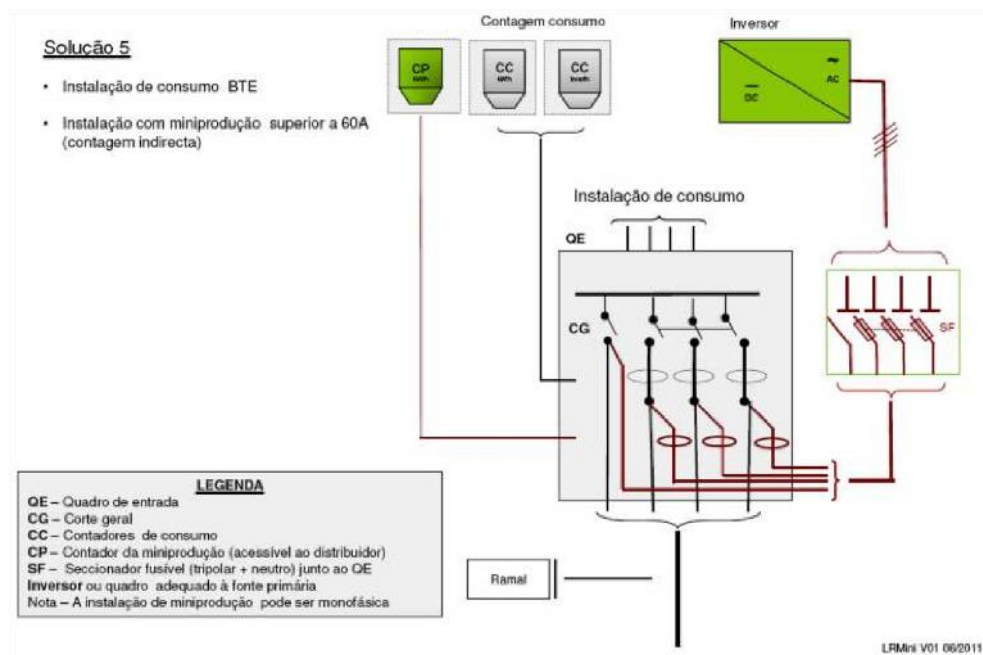 Solução 5
• Instalação de consumo BTE
• Instalação com miniprodução superior a 60A
(contagem indirecta)
Contagem consumo
CP
kWh
CC
kWh
CC
kvarh
Inversor
~
AC
DC
Instalação de consumo
QE
CG
SF
LEGENDA
QE – Quadro de entrada
CG – Corte geral
CC – Contadores de consumo
CP – Contador da miniprodução (acessível ao distribuidor)
SF – Seccionador fusível (tripolar + neutro) junto ao QE
Inversor ou quadro adequado à fonte primária
Nota – A instalação de miniprodução pode ser monofásica
Ramal
LRMini V01 06/2011